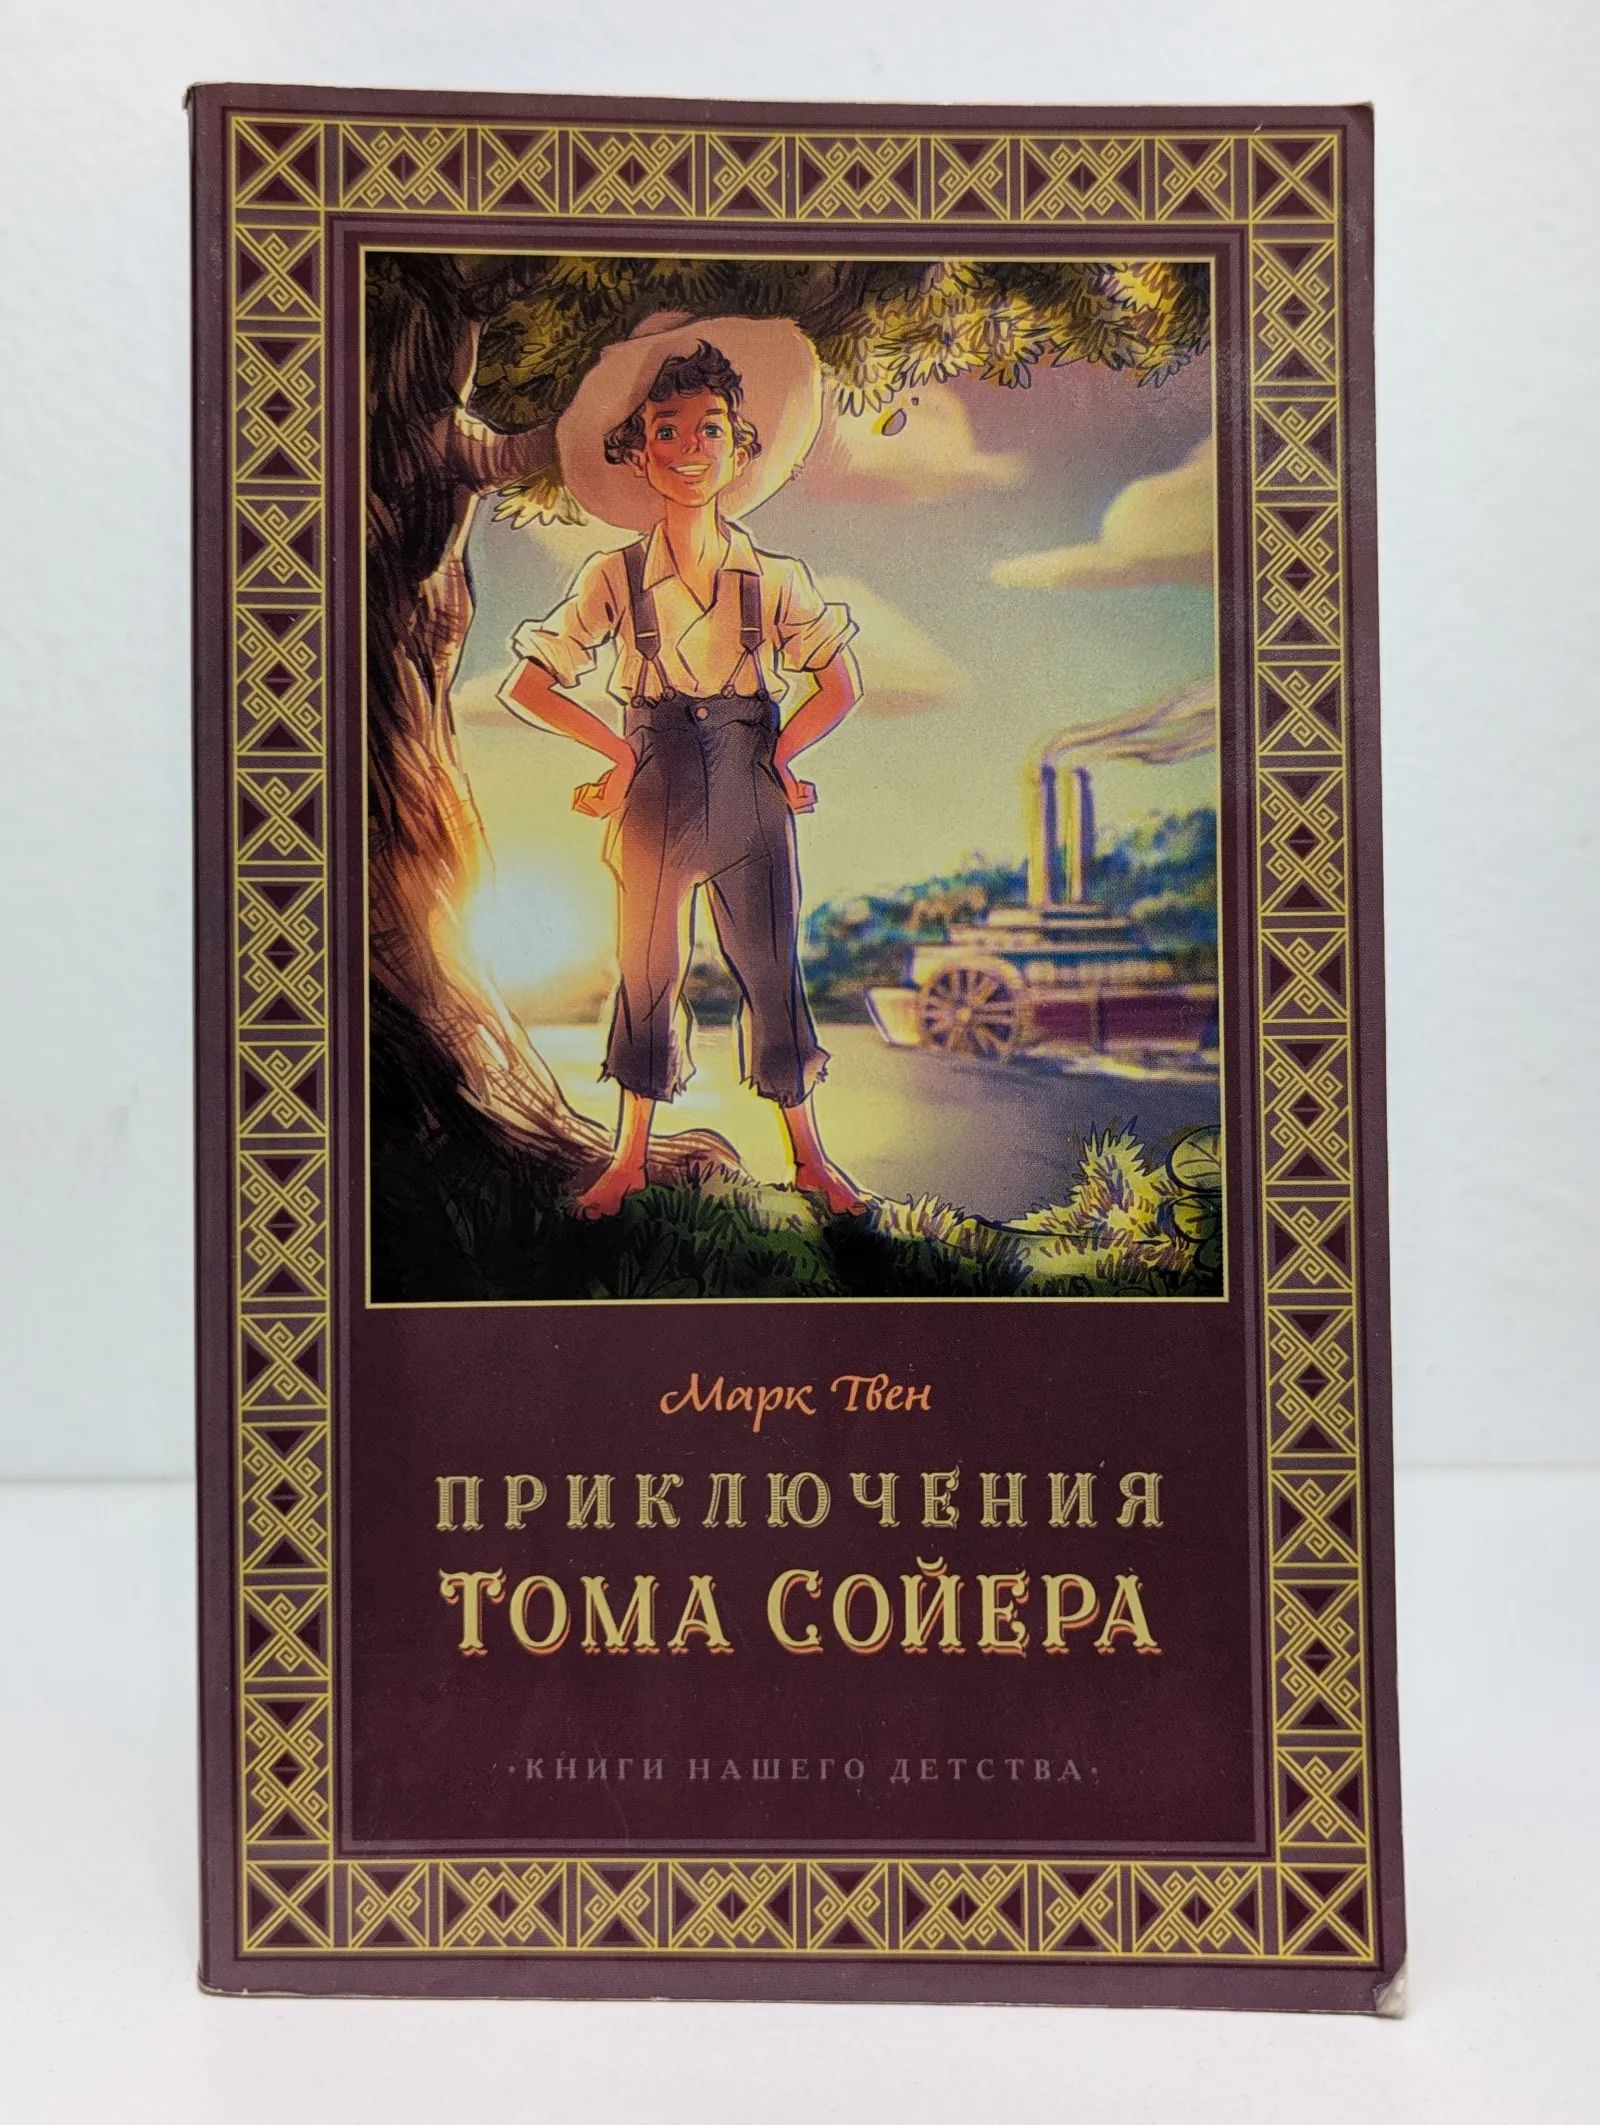 Марк Твен
ПРИКЛЮЧЕНИЯ
ТОМА СОЙЕРА
·КНИГИ НАШЕГО ДЕТСТВА·